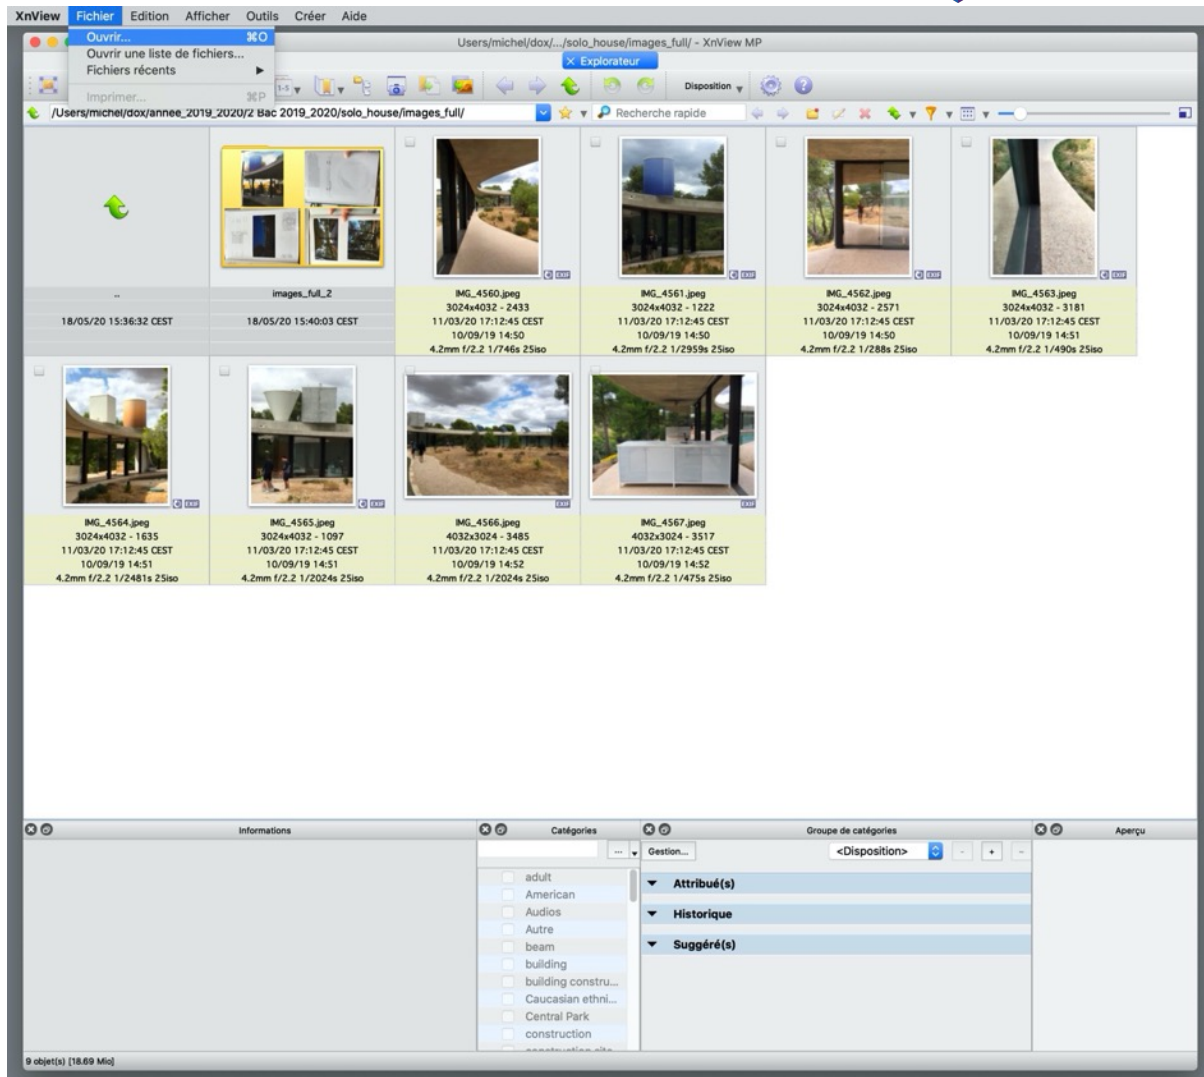 XnView Fichier Edition Afficher Outils Créer Aide
Ouvrir... ⌘O
Ouvrir une liste de fichiers...
Fichiers récents
Imprimer... ⌘P
Users/michel/dox/.../solo_house/images_full/ - XnView MP
Explorateur
Disposition
/Users/michel/dox/annee_2019_2020/2 Bac 2019_2020/solo_house/images_full/
Recherche rapide
..
18/05/20 15:36:32 CEST
images_full_2
18/05/20 15:40:03 CEST
IMG_4560.jpeg
3024x4032 - 2433
11/03/20 17:12:45 CEST
10/09/19 14:50
4.2mm f/2.2 1/746s 25iso
IMG_4561.jpeg
3024x4032 - 1222
11/03/20 17:12:45 CEST
10/09/19 14:50
4.2mm f/2.2 1/2959s 25iso
IMG_4562.jpeg
3024x4032 - 2571
11/03/20 17:12:45 CEST
10/09/19 14:50
4.2mm f/2.2 1/288s 25iso
IMG_4563.jpeg
3024x4032 - 3181
11/03/20 17:12:45 CEST
10/09/19 14:51
4.2mm f/2.2 1/490s 25iso
IMG_4564.jpeg
3024x4032 - 1635
11/03/20 17:12:45 CEST
10/09/19 14:51
4.2mm f/2.2 1/2481s 25iso
IMG_4565.jpeg
3024x4032 - 1097
11/03/20 17:12:45 CEST
10/09/19 14:51
4.2mm f/2.2 1/2024s 25iso
IMG_4566.jpeg
4032x3024 - 3485
11/03/20 17:12:45 CEST
10/09/19 14:52
4.2mm f/2.2 1/2024s 25iso
IMG_4567.jpeg
4032x3024 - 3517
11/03/20 17:12:45 CEST
10/09/19 14:52
4.2mm f/2.2 1/475s 25iso
Informations
Catégories
...
adult
American
Audios
Autre
beam
building
building constru...
Caucasian ethni...
Central Park
construction
Groupe de catégories
Gestion... <Disposition> - + -
Attribué(s)
Historique
Suggéré(s)
Aperçu
9 objet(s) [18.69 Mio]